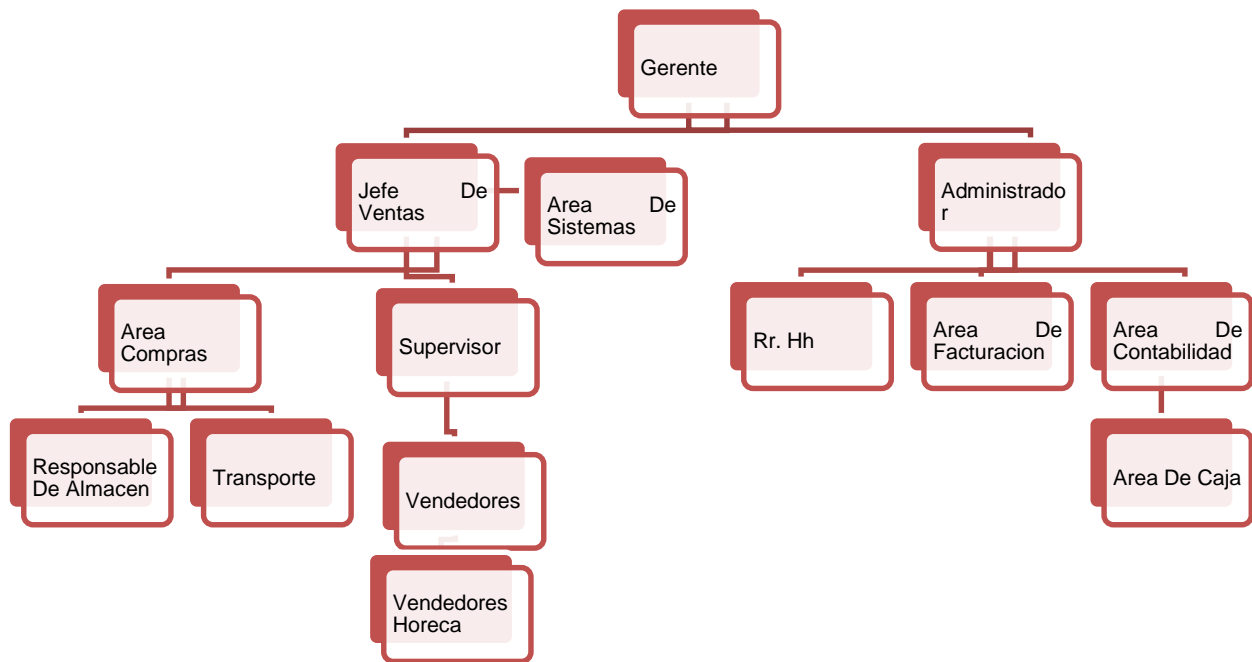 Gerente
Jefe De
Ventas
Area De
Sistemas
Administrado
r
Area
Compras
Supervisor
Rr. Hh
Area De
Facturacion
Area De
Contabilidad
Responsable
De Almacen
Transporte
Vendedores
Area De Caja
Vendedores
Horeca